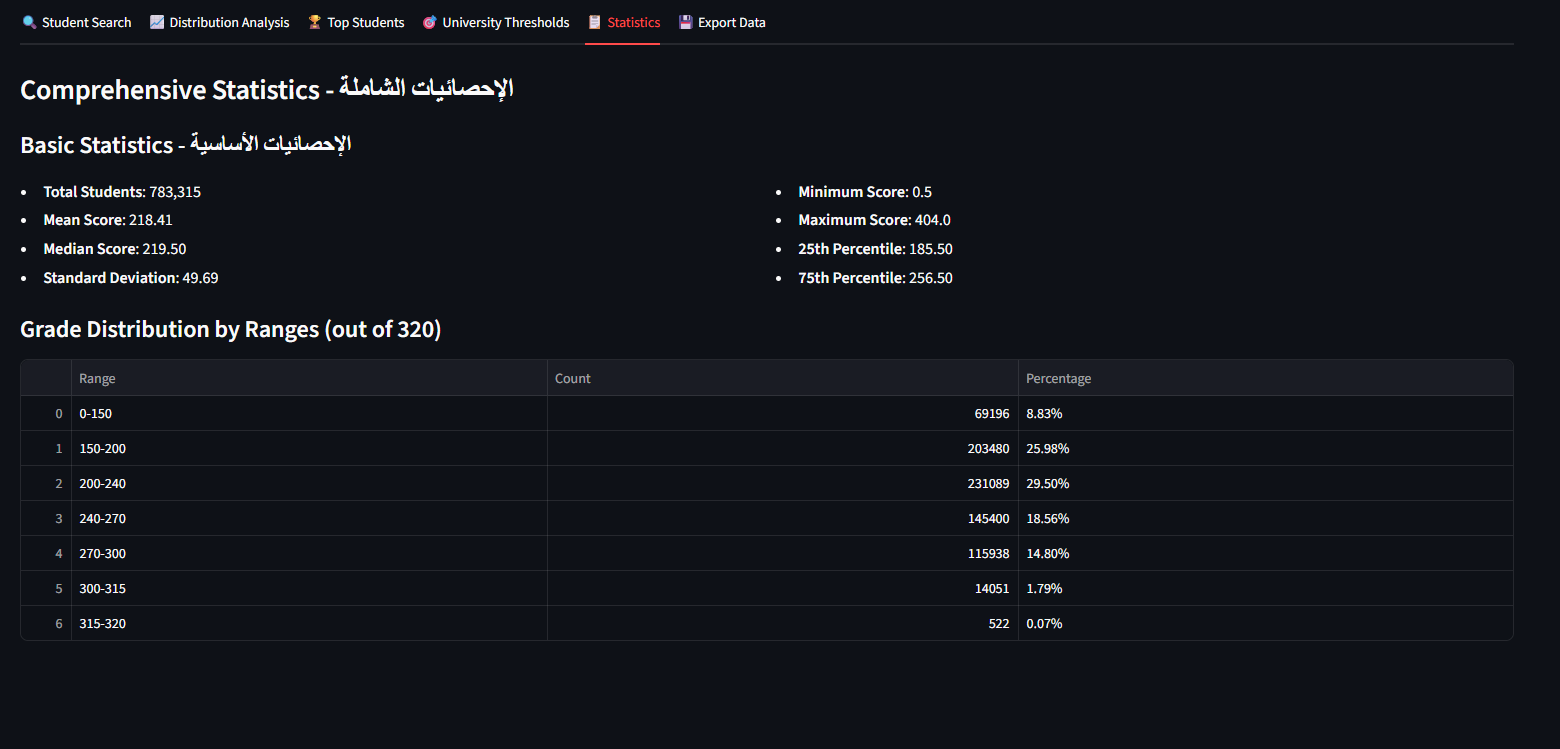 Student Search Distribution Analysis Top Students University Thresholds Statistics Export Data
Comprehensive Statistics - الإحصائيات الشاملة
Basic Statistics - الإحصائيات الأساسية
Total Students: 783,315
Mean Score: 218.41
Median Score: 219.50
Standard Deviation: 49.69
Minimum Score: 0.5
Maximum Score: 404.0
25th Percentile: 185.50
75th Percentile: 256.50
Grade Distribution by Ranges (out of 320)
Range Count Percentage
0 0-150 69196 8.83%
1 150-200 203480 25.98%
2 200-240 231089 29.50%
3 240-270 145400 18.56%
4 270-300 115938 14.80%
5 300-315 14051 1.79%
6 315-320 522 0.07%